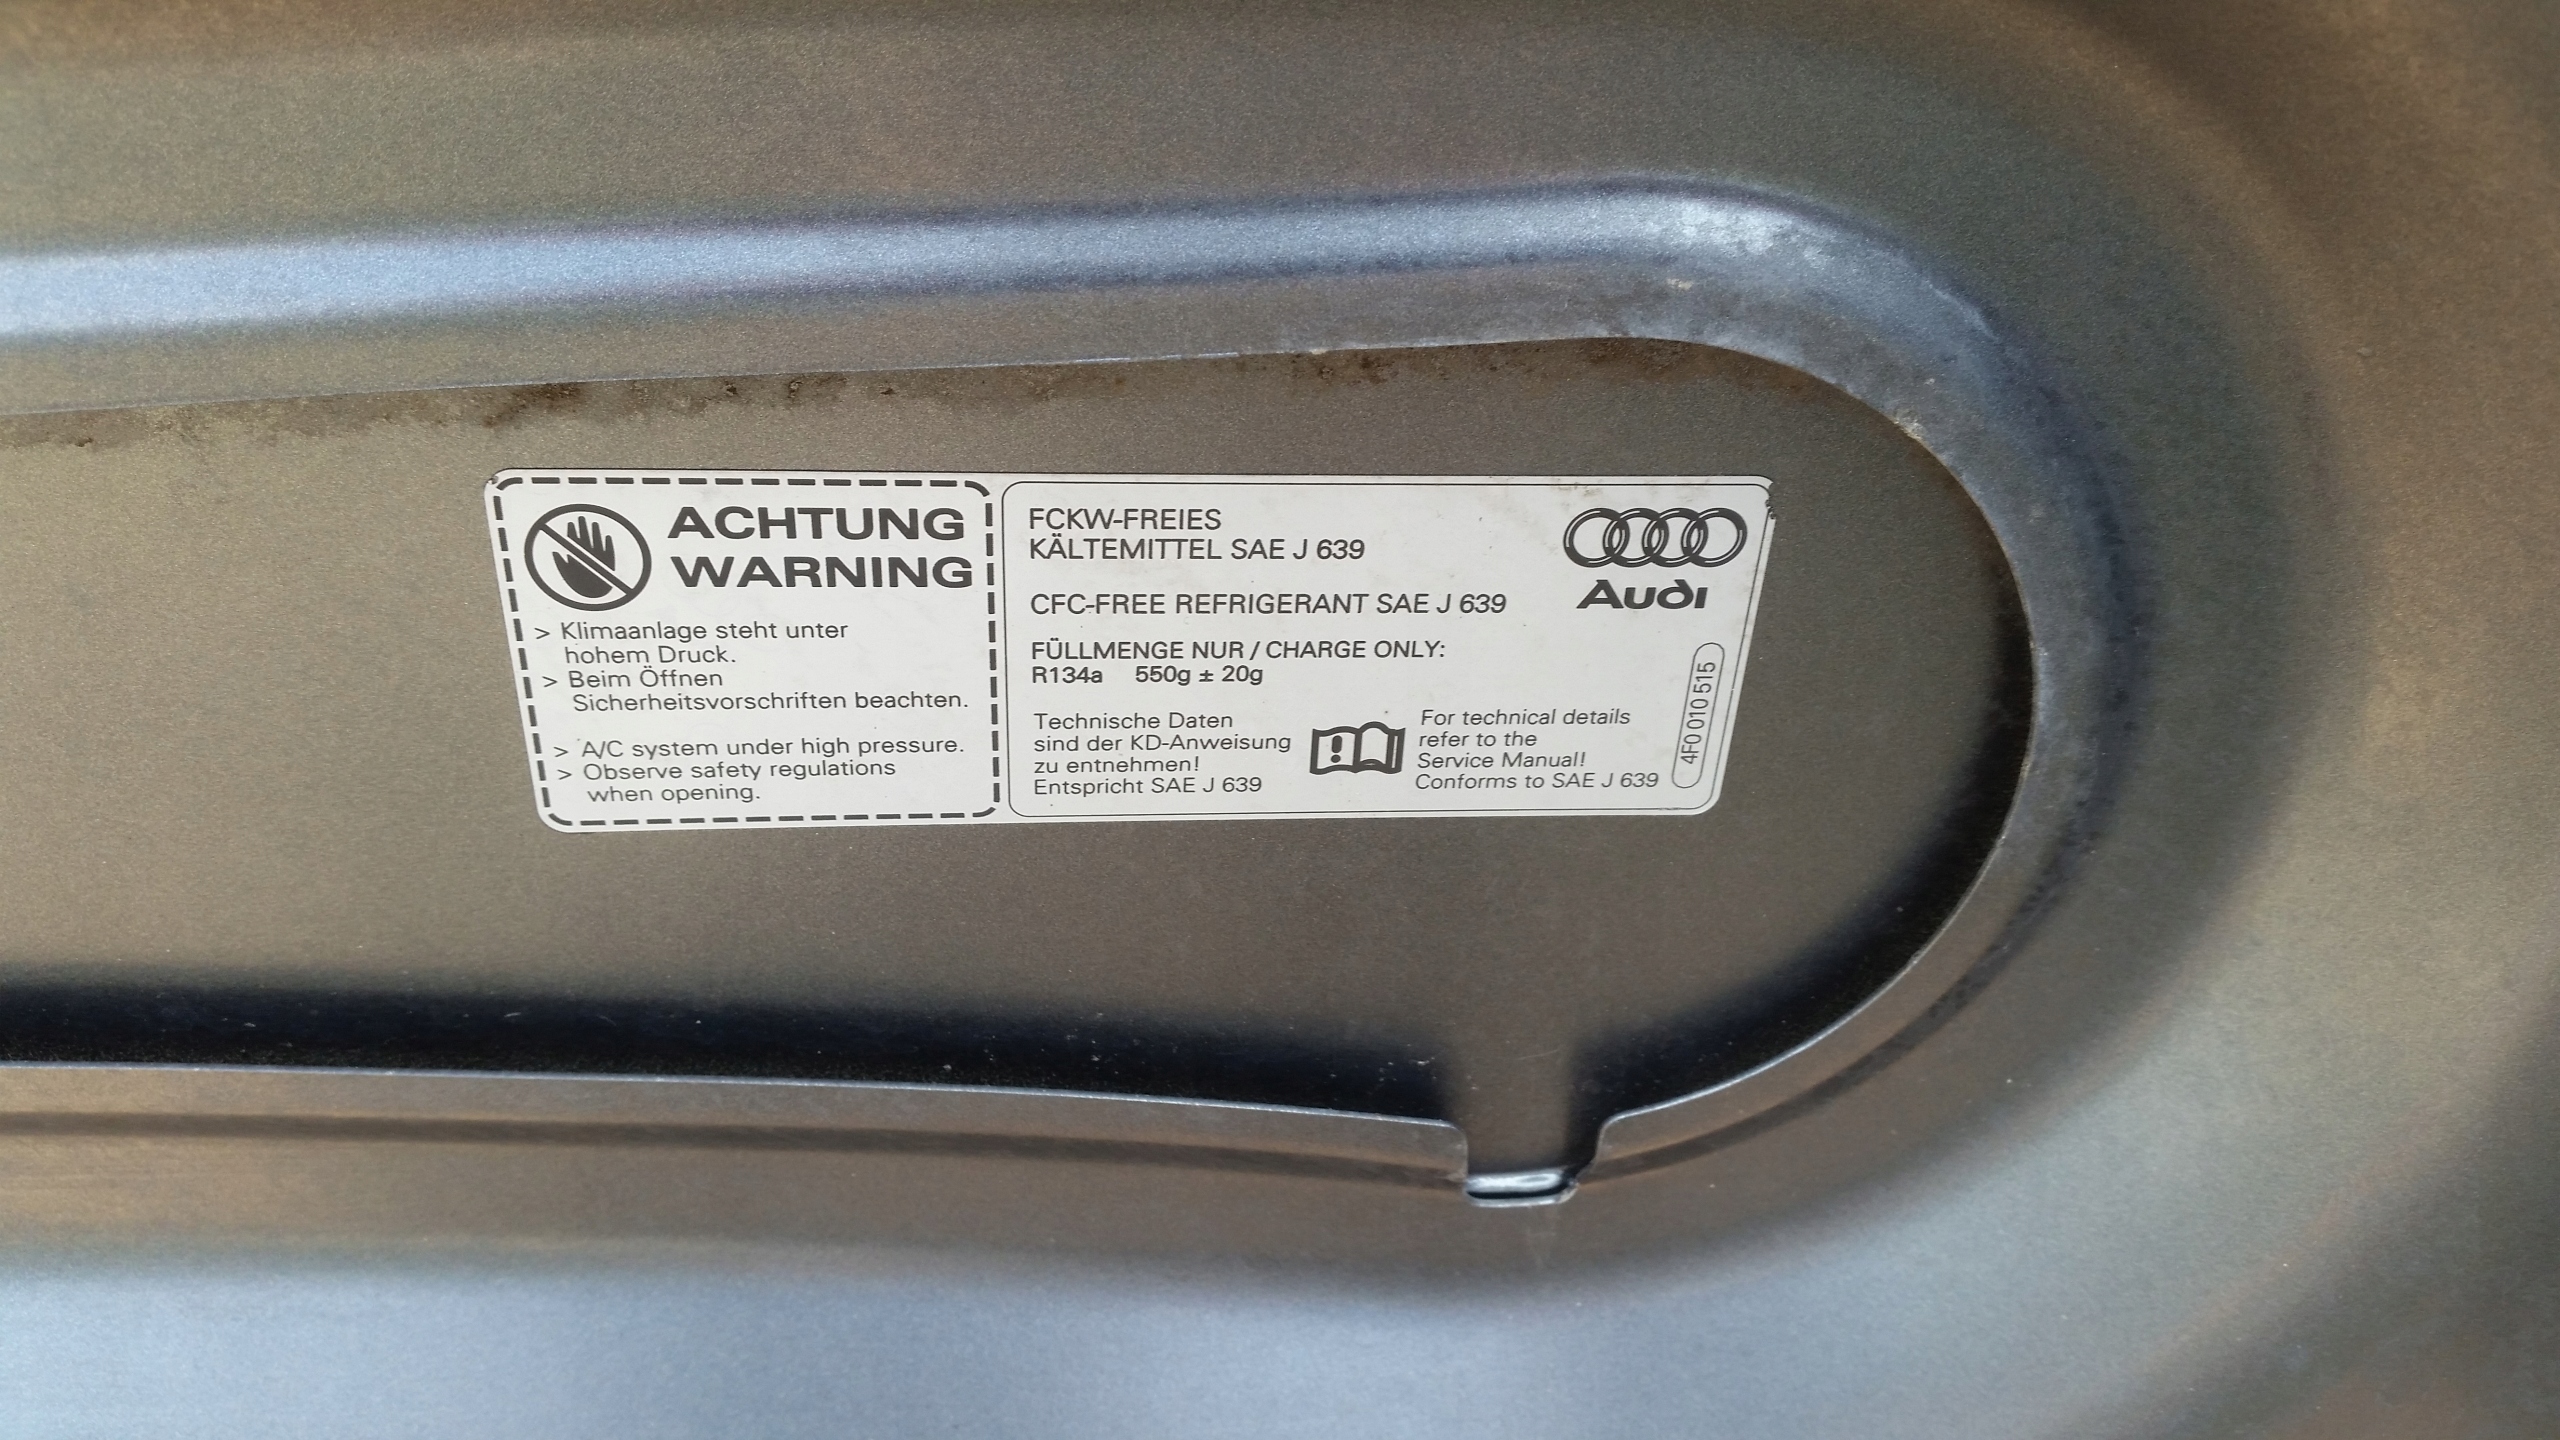 ACHTUNG
WARNING
> Klimaanlage steht unter
hohem Druck.
> Beim Öffnen
Sicherheitsvorschriften beachten.
> A/C system under high pressure.
> Observe safety regulations
when opening.
FCKW-FREIES
KÄLTEMITTEL SAE J 639
CFC-FREE REFRIGERANT SAE J 639
FÜLLMENGE NUR / CHARGE ONLY:
R134a 550g ± 20g
Technische Daten
sind der KD-Anweisung
zu entnehmen!
Entspricht SAE J 639
For technical details
refer to the
Service Manual!
Conforms to SAE J 639
Audi
4F0 010 515